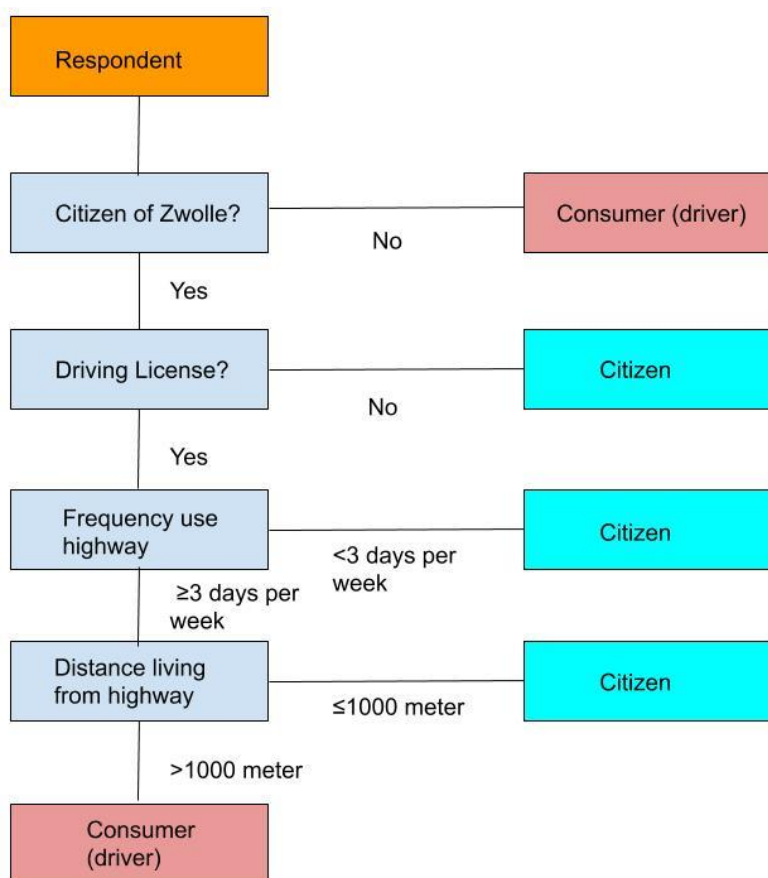 Respondent
Citizen of Zwolle?
No
Consumer (driver)
Yes
Driving License?
No
Citizen
Yes
Frequency use
highway
<3 days per
week
Citizen
≥3 days per
week
Distance living
from highway
≤1000 meter
Citizen
>1000 meter
Consumer
(driver)